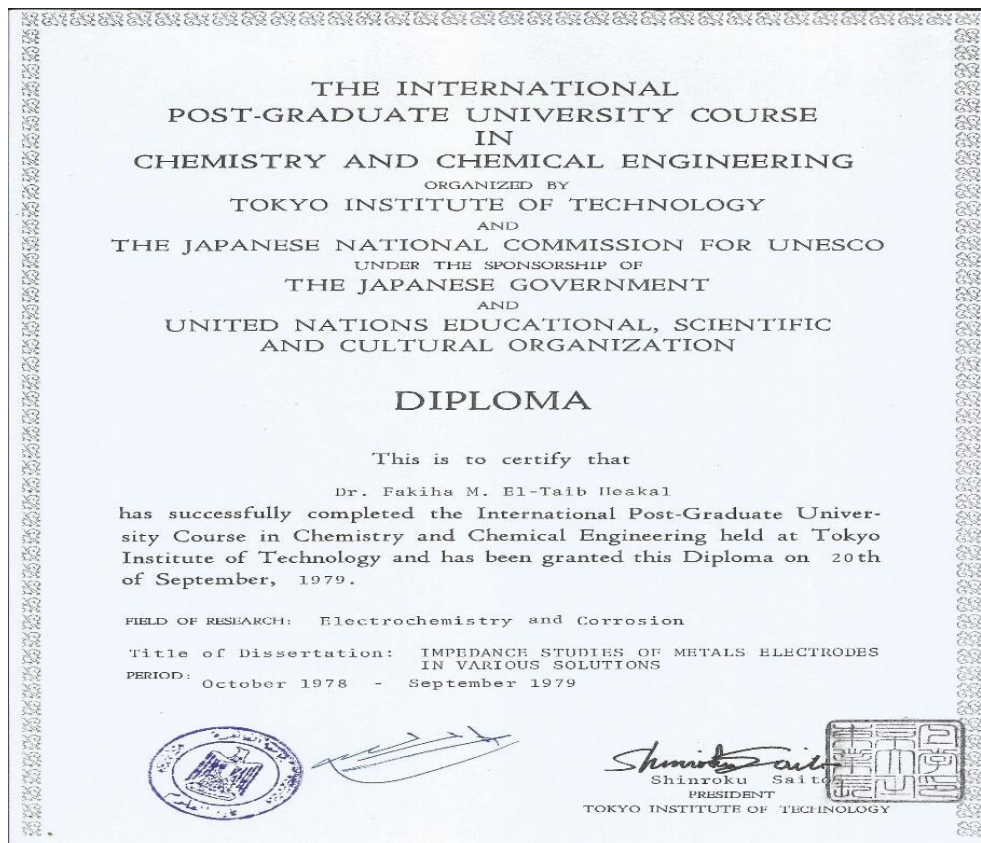 THE INTERNATIONAL
POST-GRADUATE UNIVERSITY COURSE
IN
CHEMISTRY AND CHEMICAL ENGINEERING
ORGANIZED BY
TOKYO INSTITUTE OF TECHNOLOGY
AND
THE JAPANESE NATIONAL COMMISSION FOR UNESCO
UNDER THE SPONSORSHIP OF
THE JAPANESE GOVERNMENT
AND
UNITED NATIONS EDUCATIONAL, SCIENTIFIC
AND CULTURAL ORGANIZATION
DIPLOMA
This is to certify that
Dr. Fakiha M. El-Taib Heakal
has successfully completed the International Post-Graduate Univer-
sity Course in Chemistry and Chemical Engineering held at Tokyo
Institute of Technology and has been granted this Diploma on 20th
of September, 1979.
FIELD OF RESEARCH: Electrochemistry and Corrosion
Title of Dissertation: IMPEDANCE STUDIES OF METALS ELECTRODES
IN VARIOUS SOLUTIONS
PERIOD: October 1978 - September 1979
Shinroku Saito
Shinroku Saito
PRESIDENT
TOKYO INSTITUTE OF TECHNOLOGY